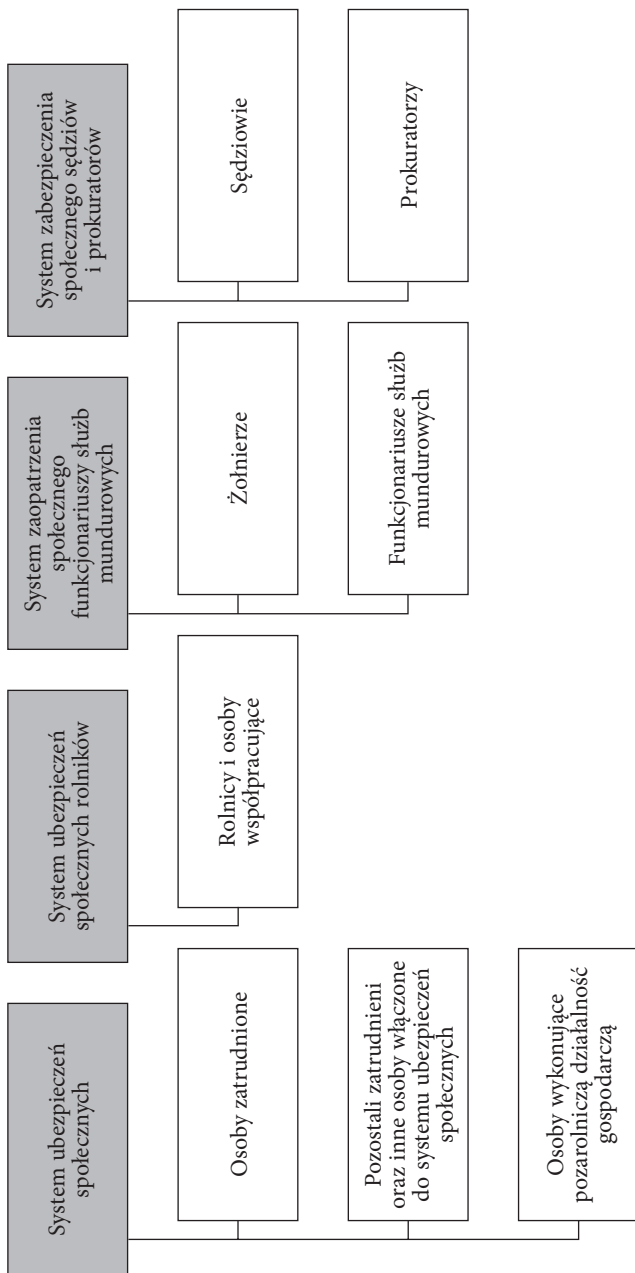 System ubezpieczeń
społecznych
Osoby zatrudnione
Pozostali zatrudnieni
oraz inne osoby włączone
do systemu ubezpieczeń
społecznych
Osoby wykonujące
pozarolniczą działalność
gospodarczą
System ubezpieczeń
społecznych rolników
Rolnicy i osoby
współpracujące
System zaopatrzenia
społecznego
funkcjonariuszy służb
mundurowych
Żołnierze
Funkcjonariusze służb
mundurowych
System zabezpieczenia
społecznego sędziów
i prokuratorów
Sędziowie
Prokuratorzy